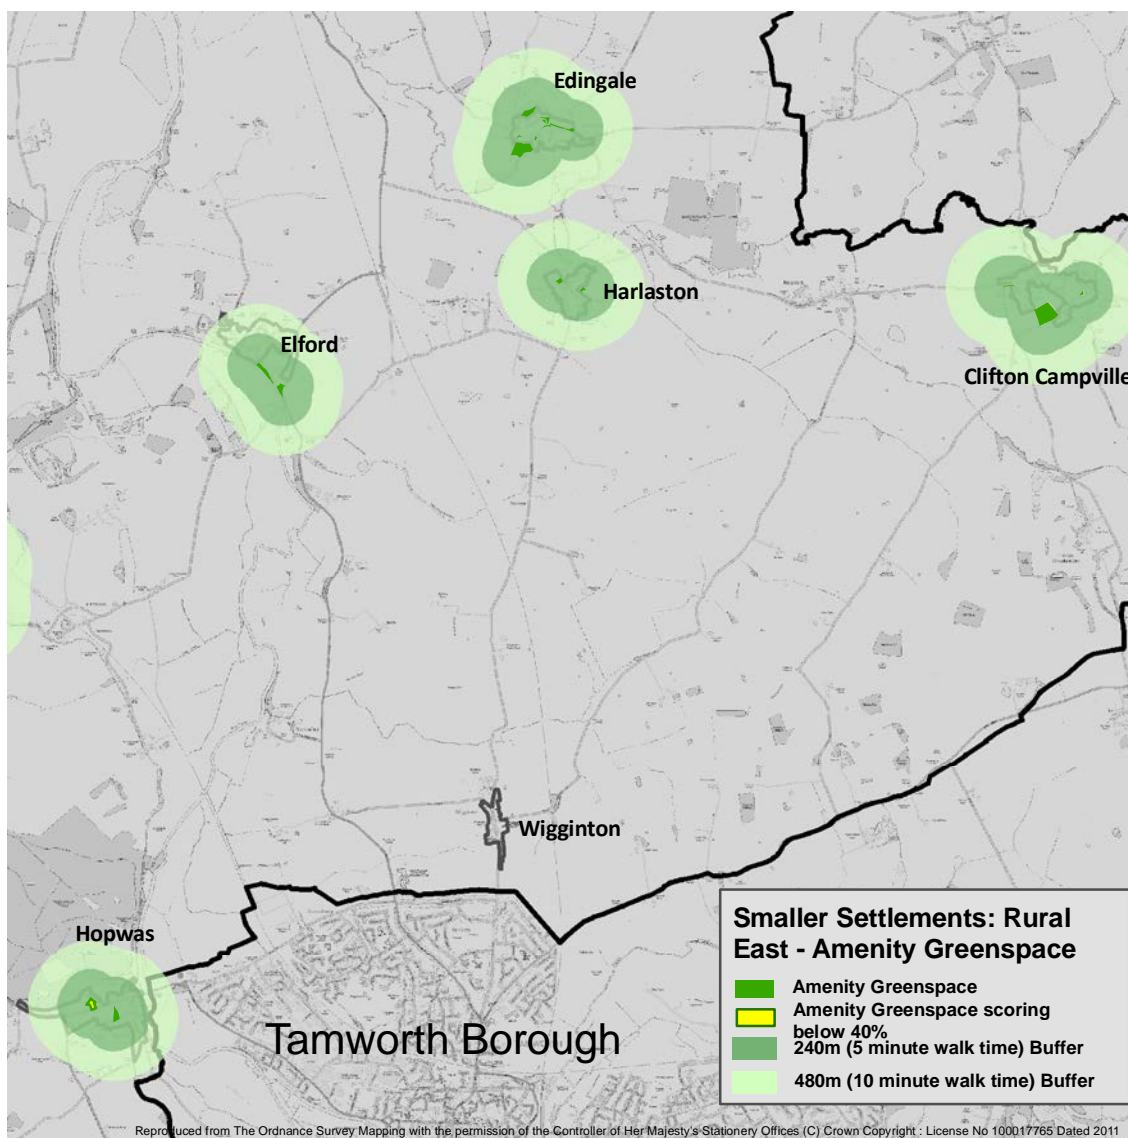 Edingale
Harlaston
Elford
Clifton Campville
Wigginton
Hopwas
Tamworth Borough
Smaller Settlements: Rural
East - Amenity Greenspace
Amenity Greenspace
Amenity Greenspace scoring
below 40%
240m (5 minute walk time) Buffer
480m (10 minute walk time) Buffer
Reproduced from The Ordnance Survey Mapping with the permission of the Controller of Her Majesty's Stationery Offices (C) Crown Copyright : License No 100017765 Dated 2011